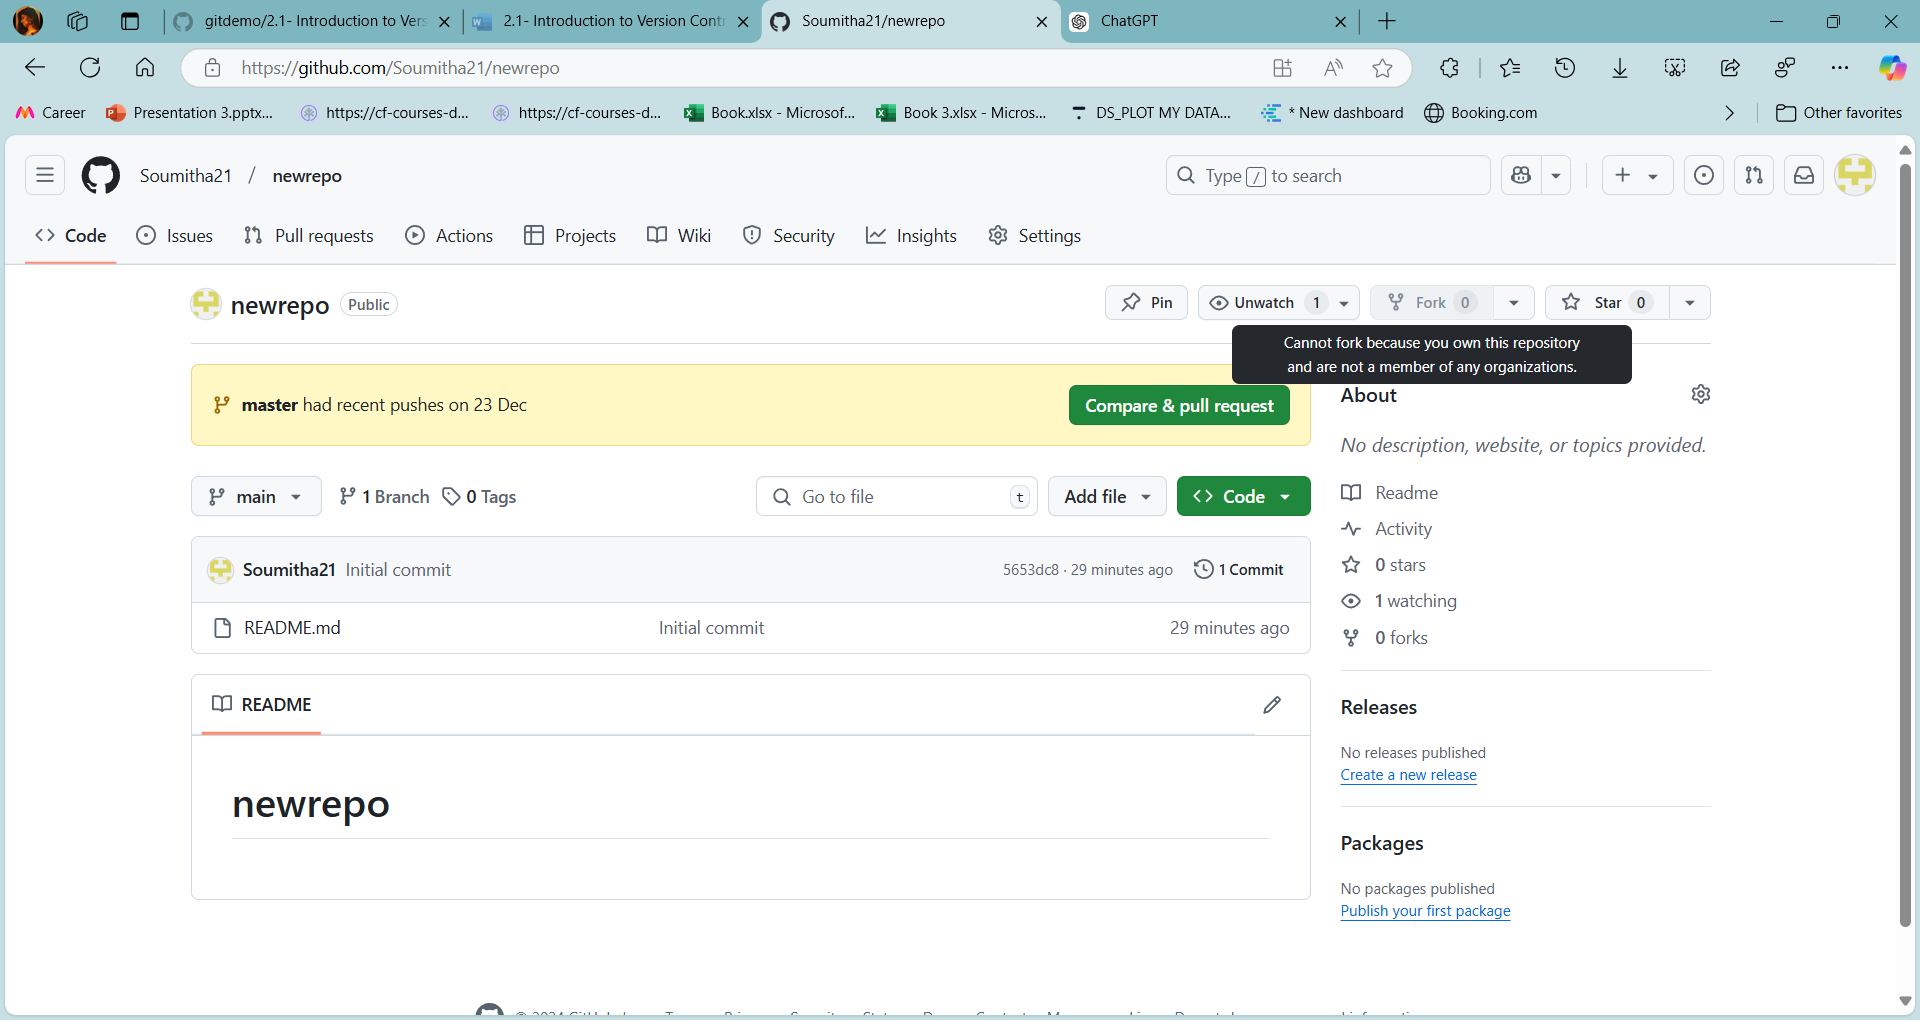 gitdemo/2.1- Introduction to Vers
2.1- Introduction to Version Contr
Soumitha21/newrepo
ChatGPT
https://github.com/Soumitha21/newrepo
Career
Presentation 3.pptx...
https://cf-courses-d...
https://cf-courses-d...
Book.xlsx - Microsof...
Book 3.xlsx - Micros...
DS_PLOT MY DATA...
* New dashboard
Booking.com
Other favorites
Soumitha21 / newrepo
Type / to search
Code
Issues
Pull requests
Actions
Projects
Wiki
Security
Insights
Settings
newrepo Public
Pin
Unwatch 1
Fork 0
Star 0
Cannot fork because you own this repository
and are not a member of any organizations.
master had recent pushes on 23 Dec
Compare & pull request
main
1 Branch
0 Tags
Go to file t
Add file
Code
Soumitha21 Initial commit
5653dc8 · 29 minutes ago
1 Commit
README.md
Initial commit
29 minutes ago
README
newrepo
About
No description, website, or topics provided.
Readme
Activity
0 stars
1 watching
0 forks
Releases
No releases published
Create a new release
Packages
No packages published
Publish your first package